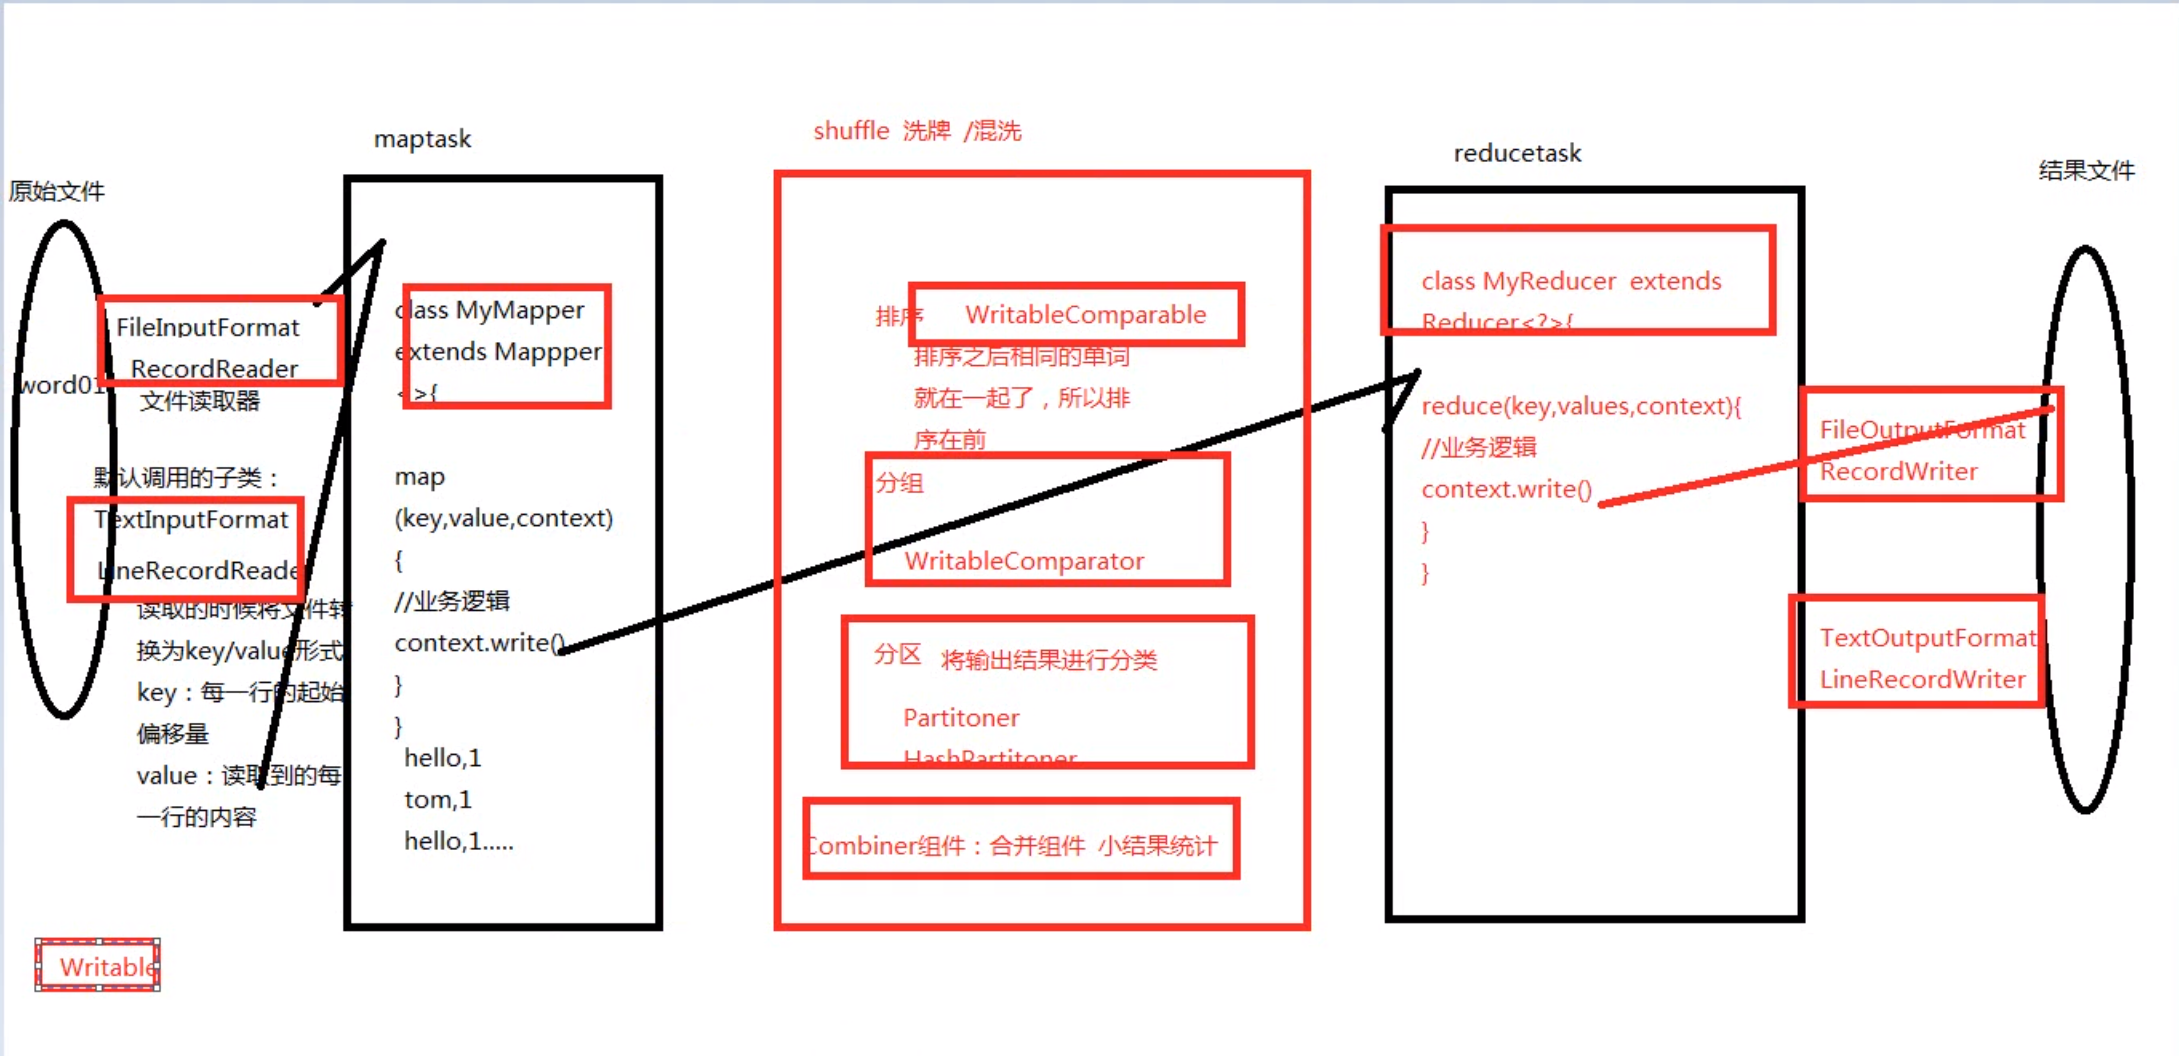 原始文件
word01
FileInputFormat
RecordReader
文件读取器
默认调用的子类：
TextInputFormat
LineRecordReade
读取的时候将文件转
换为key/value形式
key：每一行的起始
偏移量
value：读取到的每
一行的内容
Writable
maptask
class MyMapper
extends Mappper
<>{
map
(key,value,context)
{
//业务逻辑
context.write()
}
}
hello,1
tom,1
hello,1.....
shuffle 洗牌 /混洗
排序 WritableComparable
排序之后相同的单词
就在一起了，所以排
序在前
分组
WritableComparator
分区 将输出结果进行分类
Partitoner
HashPartitoner
Combiner组件：合并组件 小结果统计
reducetask
class MyReducer extends
Reducer<?>{
reduce(key,values,context){
//业务逻辑
context.write()
}
}
FileOutputFormat
RecordWriter
TextOutputFormat
LineRecordWriter
结果文件